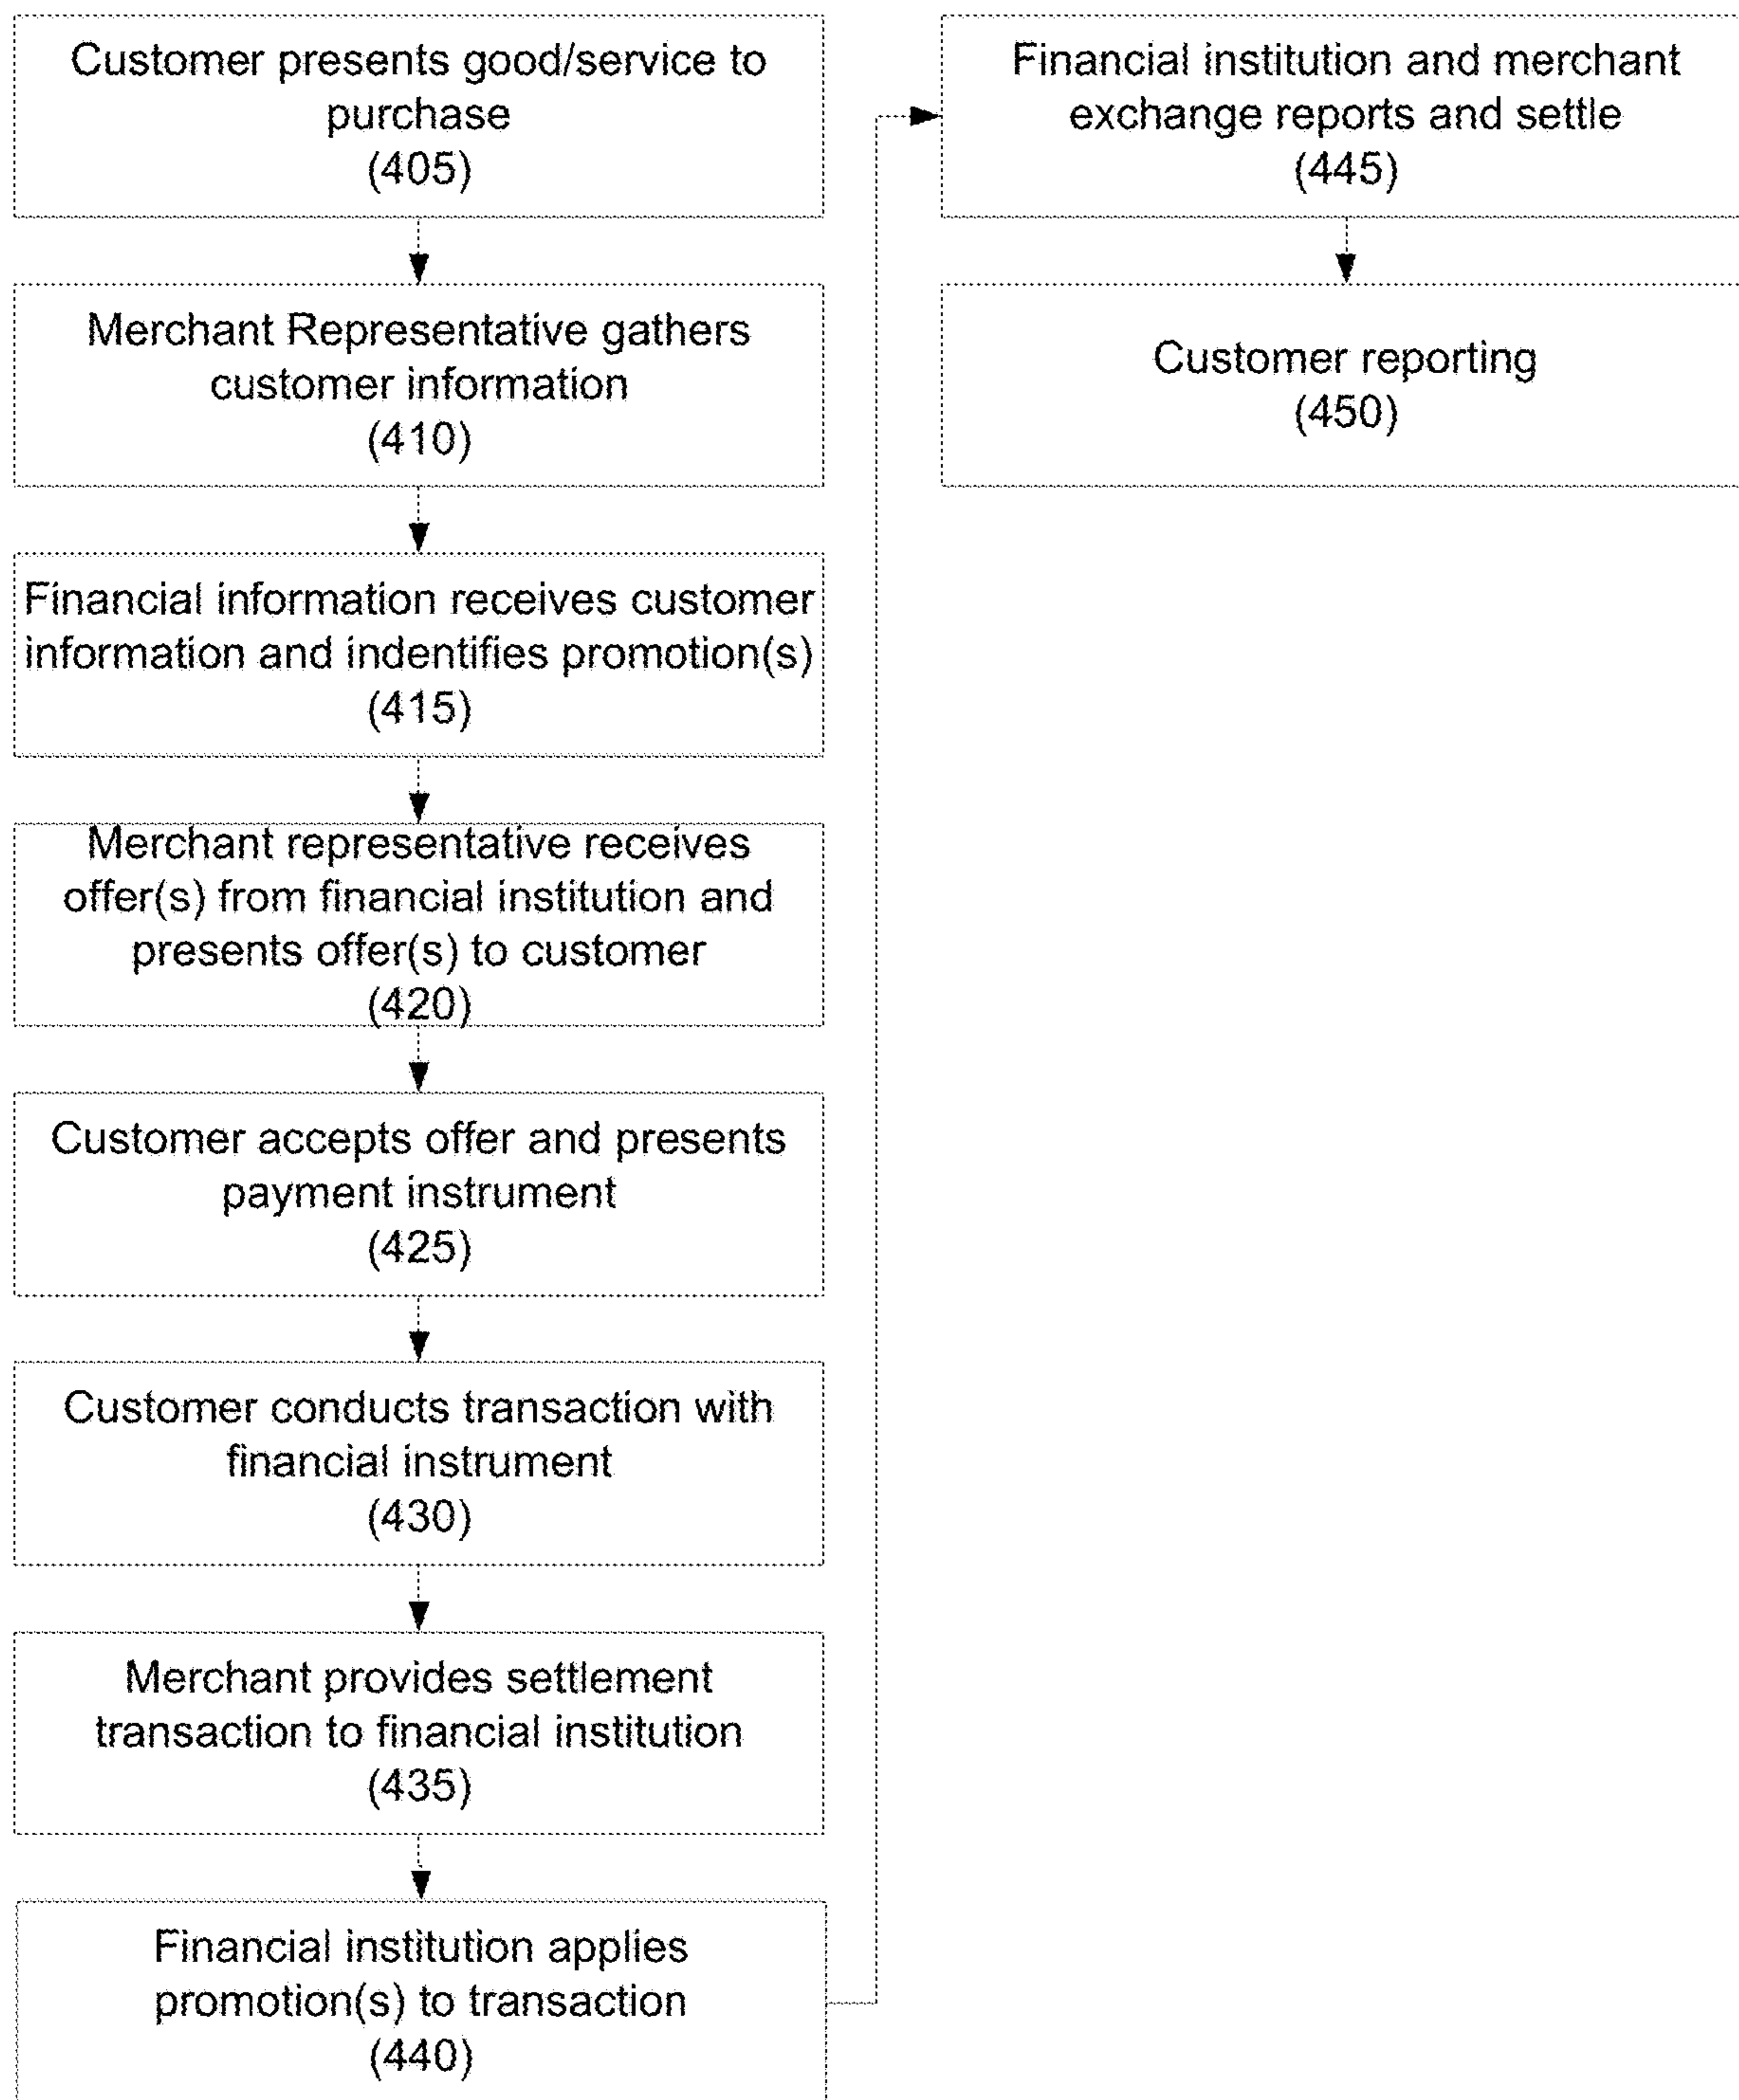 Customer presents good/service to
purchase
(405)
Merchant Representative gathers
customer information
(410)
Financial information receives customer
information and indentifies promotion(s)
(415)
Merchant representative receives
offer(s) from financial institution and
presents offer(s) to customer
(420)
Customer accepts offer and presents
payment instrument
(425)
Customer conducts transaction with
financial instrument
(430)
Merchant provides settlement
transaction to financial institution
(435)
Financial institution applies
promotion(s) to transaction
(440)
Financial institution and merchant
exchange reports and settle
(445)
Customer reporting
(450)